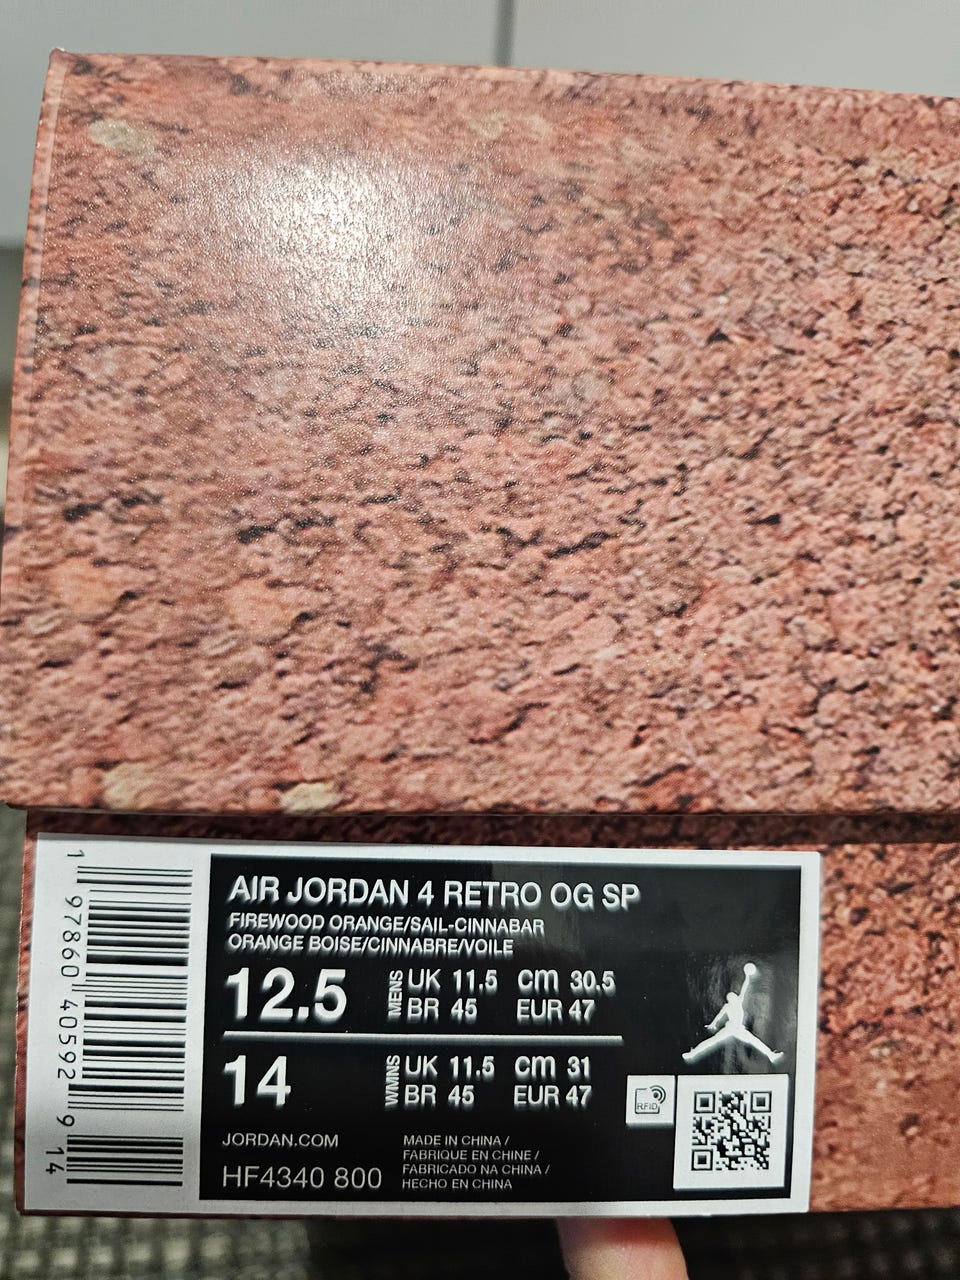 1 97860 40592 9 14
AIR JORDAN 4 RETRO OG SP
FIREWOOD ORANGE/SAIL-CINNABAR
ORANGE BOISE/CINNABRE/VOILE
12.5 MENS UK 11.5 CM 30.5
BR 45 EUR 47
14 WMNS UK 11.5 CM 31
BR 45 EUR 47
RFID
JORDAN.COM
HF4340 800
MADE IN CHINA /
FABRIQUE EN CHINE /
FABRICADO NA CHINA /
HECHO EN CHINA